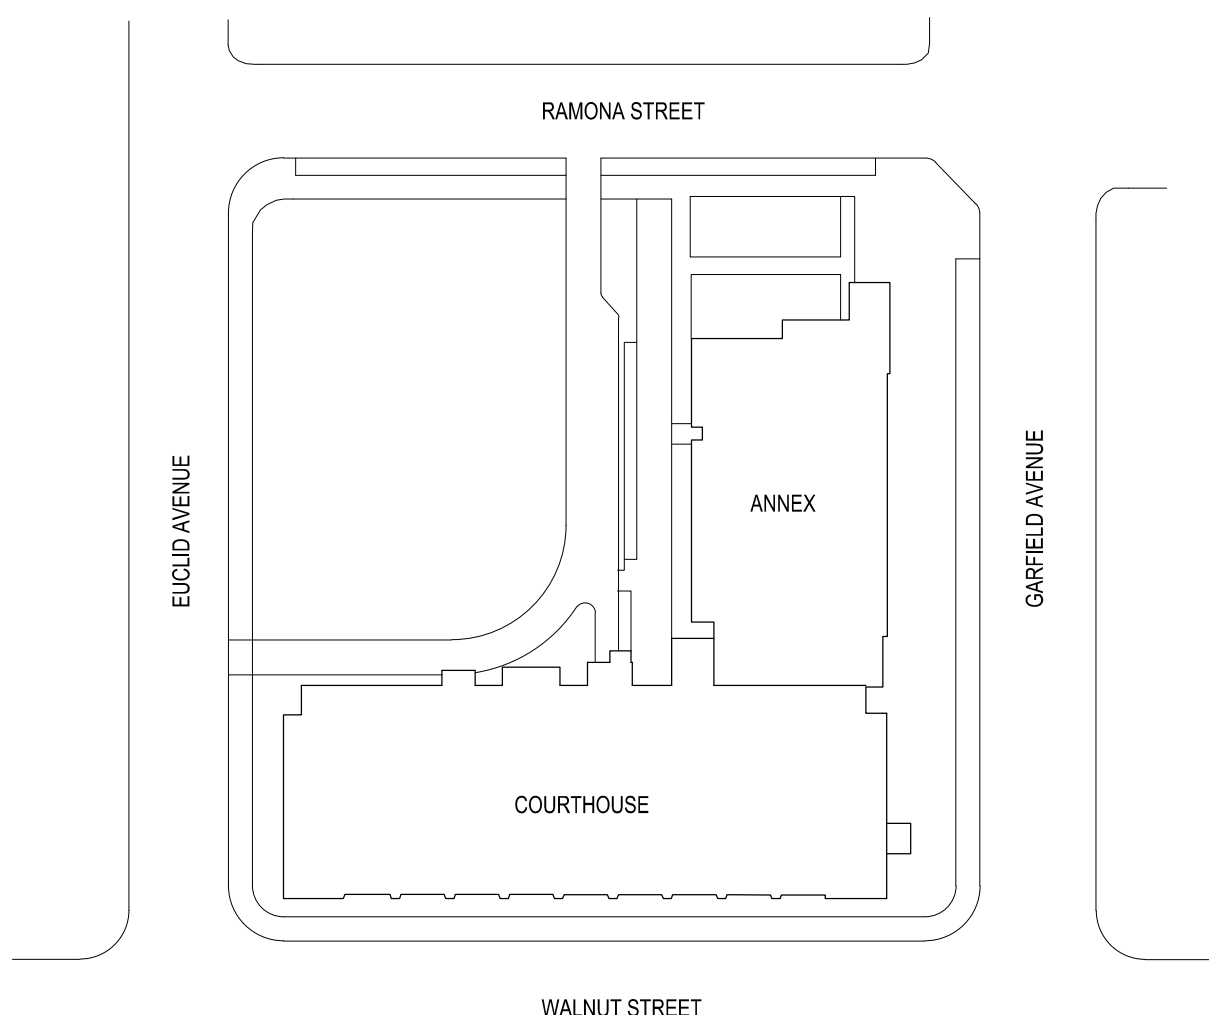 RAMONA STREET
EUCLID AVENUE
GARFIELD AVENUE
ANNEX
COURTHOUSE
WALNUT STREET